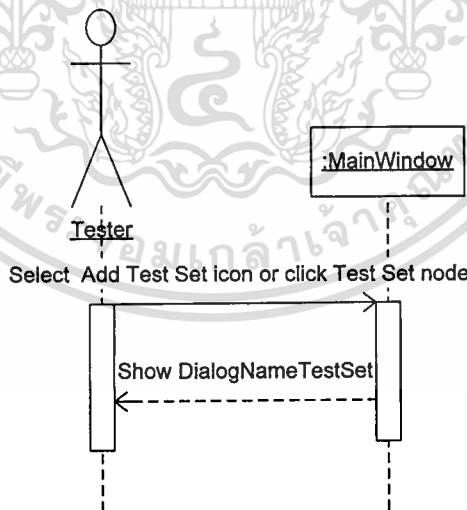 :MainWindow
Tester
Select Add Test Set icon or click Test Set node
Show DialogNameTestSet